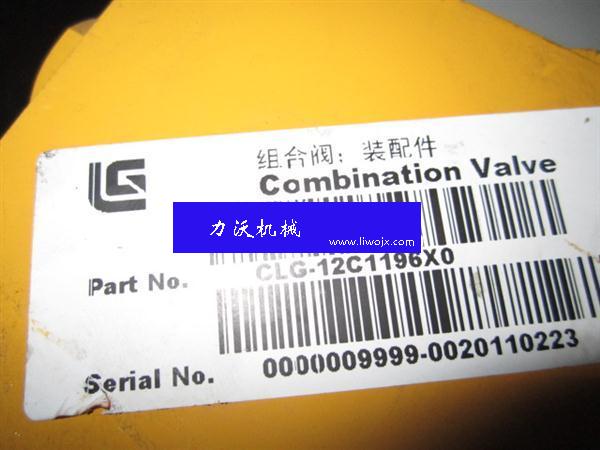 LG
组合阀：装配件
Combination Valve
力沃机械
www.liwojx.com
Part No. CLG-12C1196X0
Serial No. 0000009999-0020110223